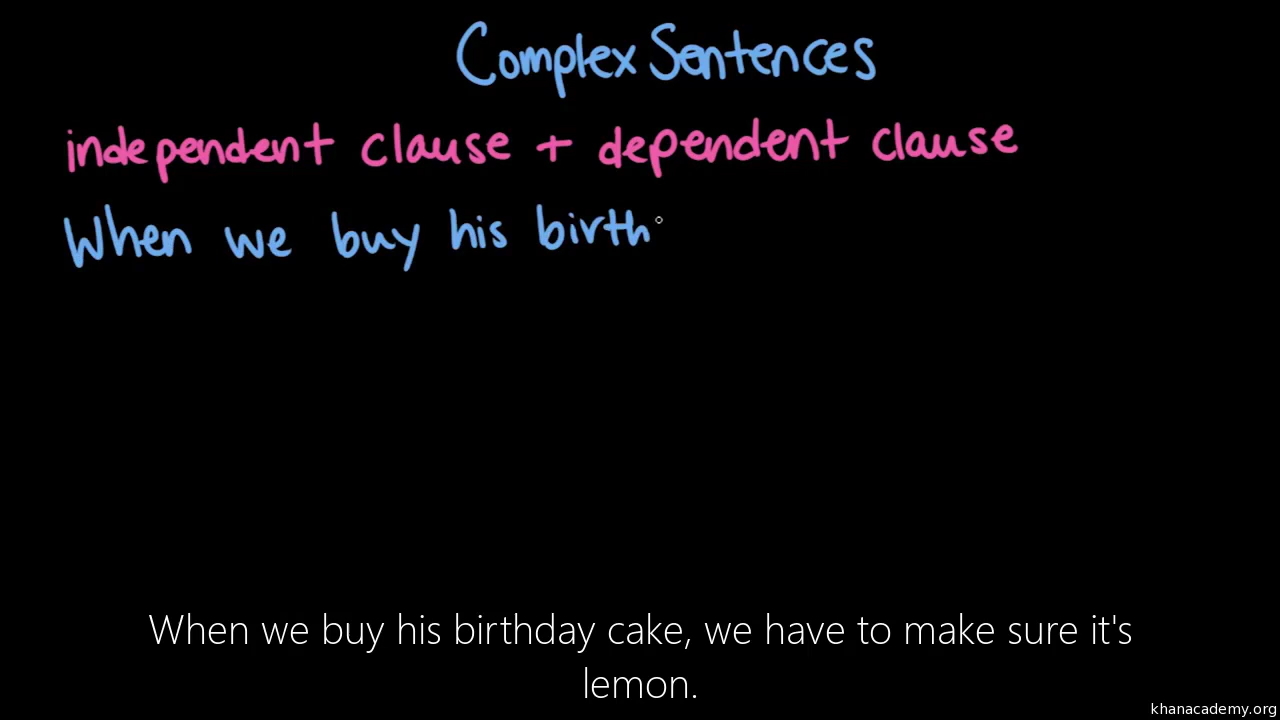 Complex Sentences
independent clause + dependent clause
When we buy his birth
When we buy his birthday cake, we have to make sure it's
lemon.
khanacademy.org